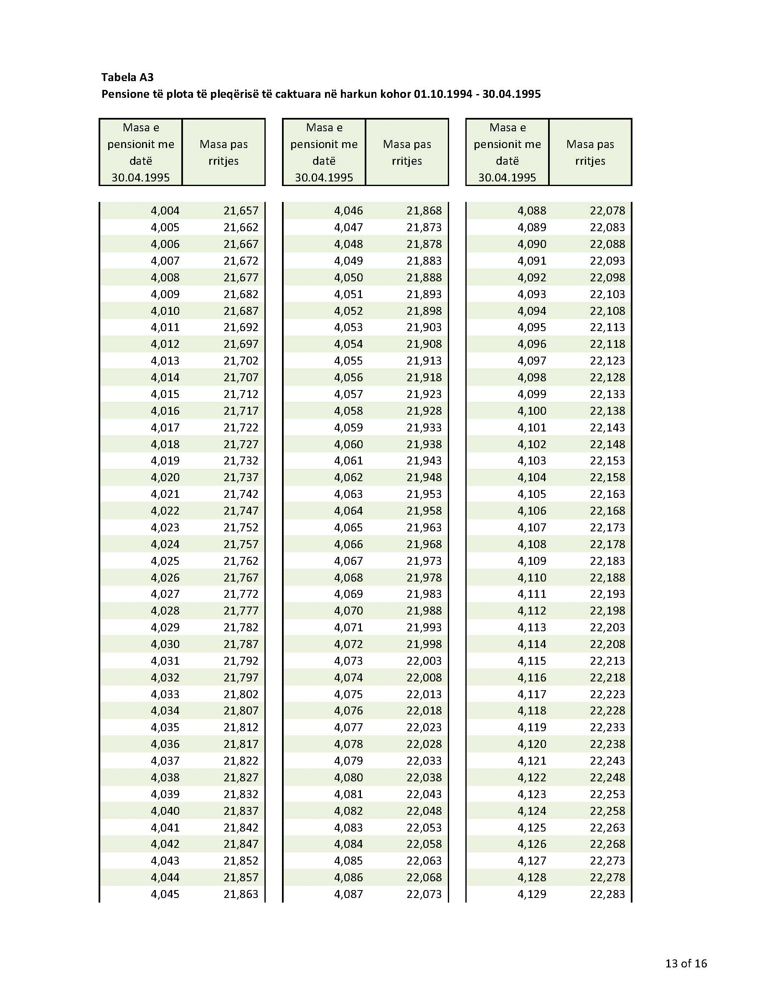 Tabela A3
Pensione të plota të pleqërisë të caktuara në harkun kohor 01.10.1994 - 30.04.1995
Masa e pensionit me datë 30.04.1995 Masa pas rritjes Masa e pensionit me datë 30.04.1995 Masa pas rritjes Masa e pensionit me datë 30.04.1995 Masa pas rritjes
4,004 21,657 4,046 21,868 4,088 22,078
4,005 21,662 4,047 21,873 4,089 22,083
4,006 21,667 4,048 21,878 4,090 22,088
4,007 21,672 4,049 21,883 4,091 22,093
4,008 21,677 4,050 21,888 4,092 22,098
4,009 21,682 4,051 21,893 4,093 22,103
4,010 21,687 4,052 21,898 4,094 22,108
4,011 21,692 4,053 21,903 4,095 22,113
4,012 21,697 4,054 21,908 4,096 22,118
4,013 21,702 4,055 21,913 4,097 22,123
4,014 21,707 4,056 21,918 4,098 22,128
4,015 21,712 4,057 21,923 4,099 22,133
4,016 21,717 4,058 21,928 4,100 22,138
4,017 21,722 4,059 21,933 4,101 22,143
4,018 21,727 4,060 21,938 4,102 22,148
4,019 21,732 4,061 21,943 4,103 22,153
4,020 21,737 4,062 21,948 4,104 22,158
4,021 21,742 4,063 21,953 4,105 22,163
4,022 21,747 4,064 21,958 4,106 22,168
4,023 21,752 4,065 21,963 4,107 22,173
4,024 21,757 4,066 21,968 4,108 22,178
4,025 21,762 4,067 21,973 4,109 22,183
4,026 21,767 4,068 21,978 4,110 22,188
4,027 21,772 4,069 21,983 4,111 22,193
4,028 21,777 4,070 21,988 4,112 22,198
4,029 21,782 4,071 21,993 4,113 22,203
4,030 21,787 4,072 21,998 4,114 22,208
4,031 21,792 4,073 22,003 4,115 22,213
4,032 21,797 4,074 22,008 4,116 22,218
4,033 21,802 4,075 22,013 4,117 22,223
4,034 21,807 4,076 22,018 4,118 22,228
4,035 21,812 4,077 22,023 4,119 22,233
4,036 21,817 4,078 22,028 4,120 22,238
4,037 21,822 4,079 22,033 4,121 22,243
4,038 21,827 4,080 22,038 4,122 22,248
4,039 21,832 4,081 22,043 4,123 22,253
4,040 21,837 4,082 22,048 4,124 22,258
4,041 21,842 4,083 22,053 4,125 22,263
4,042 21,847 4,084 22,058 4,126 22,268
4,043 21,852 4,085 22,063 4,127 22,273
4,044 21,857 4,086 22,068 4,128 22,278
4,045 21,863 4,087 22,073 4,129 22,283
13 of 16